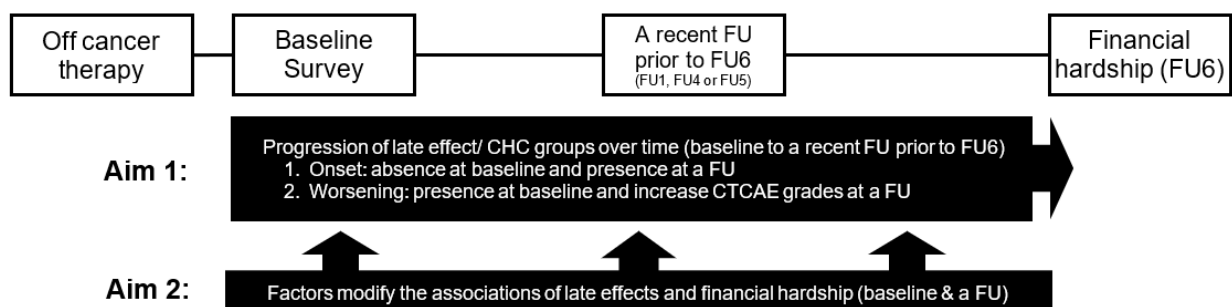 Off cancer
therapy
Baseline
Survey
A recent FU
prior to FU6
(FU1, FU4 or FU5)
Financial
hardship (FU6)
Aim 1:
Progression of late effect/ CHC groups over time (baseline to a recent FU prior to FU6)
1. Onset: absence at baseline and presence at a FU
2. Worsening: presence at baseline and increase CTCAE grades at a FU
Aim 2:
Factors modify the associations of late effects and financial hardship (baseline & a FU)